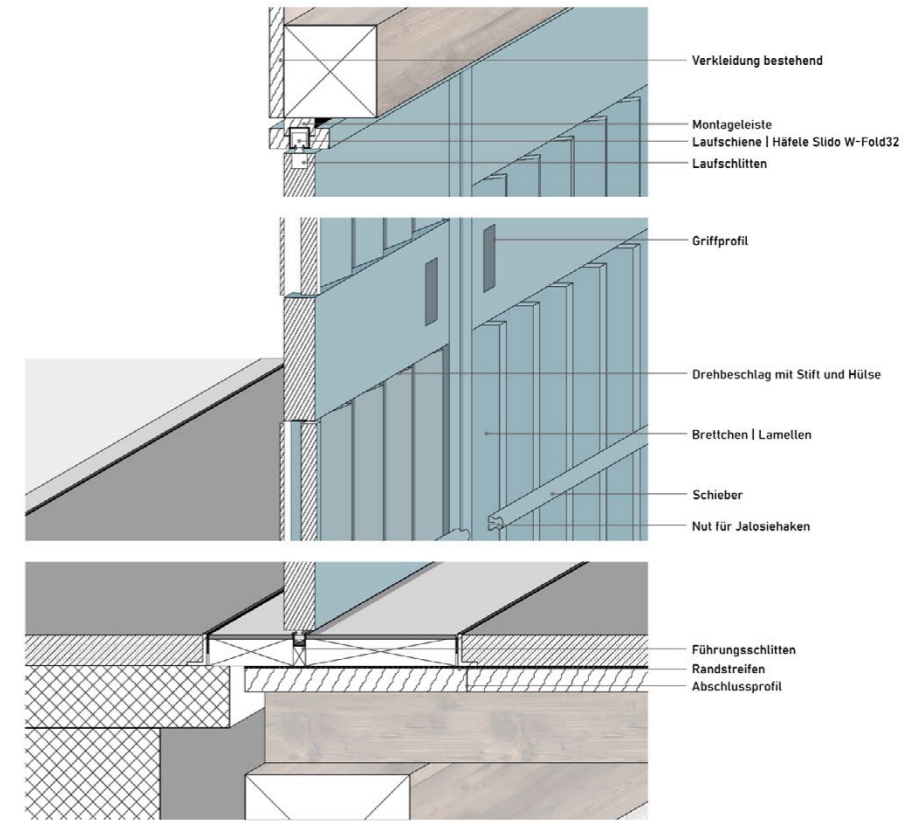 Verkleidung bestehend
Montageleiste
Laufschiene | Häfele Slido W-Fold32
Laufschlitten
Griffprofil
Drehbeschlag mit Stift und Hülse
Brettchen | Lamellen
Schieber
Nut für Jalosiehaken
Führungsschlitten
Randstreifen
Abschlussprofil